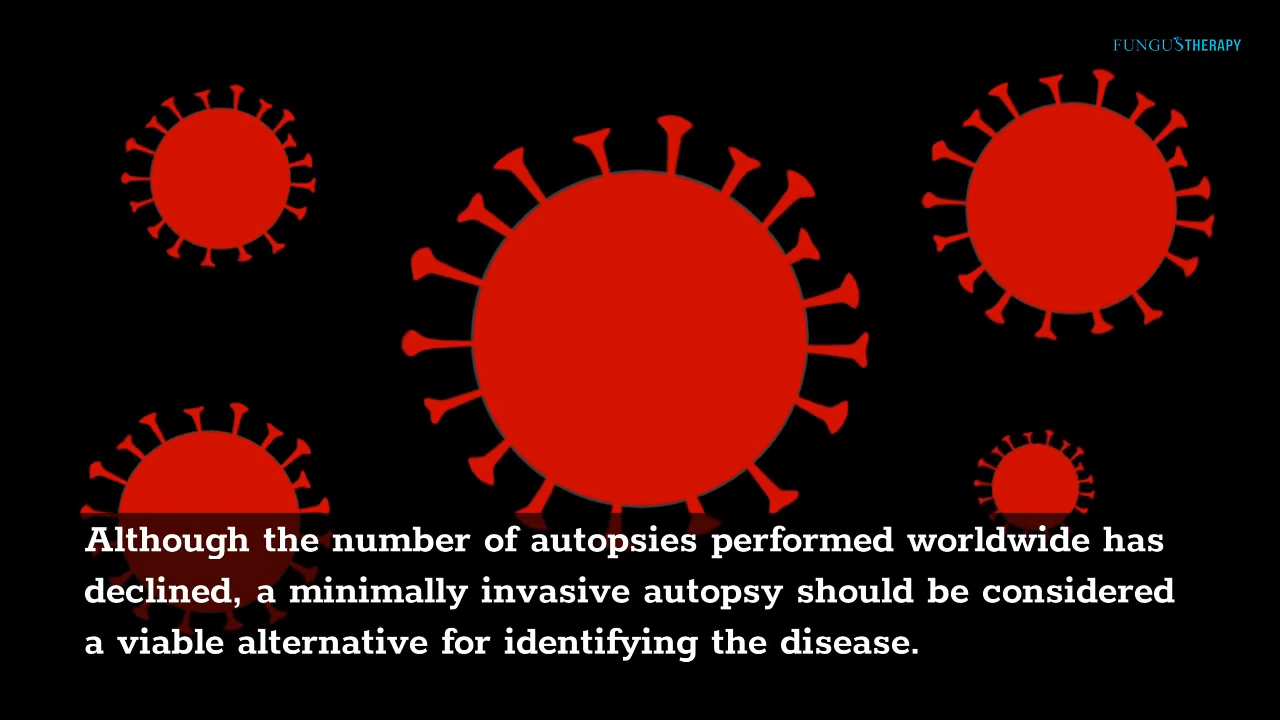 FUNGUSTHERAPY
Although the number of autopsies performed worldwide has
declined, a minimally invasive autopsy should be considered
a viable alternative for identifying the disease.